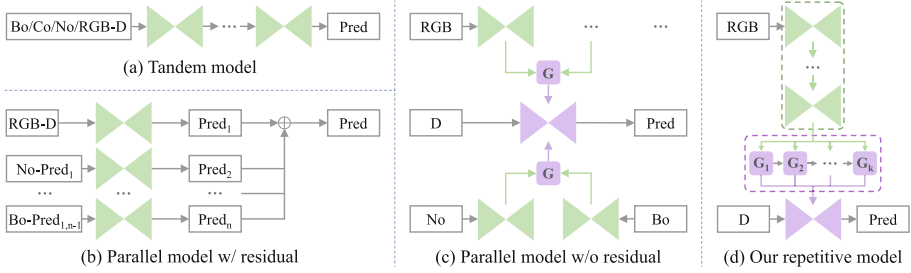 Bo/Co/No/RGB-D ... Pred
(a) Tandem model
RGB-D Pred₁ Pred
No-Pred₁ Pred₂
... ... ...
Bo-Pred₁,ₙ₋₁ Predₙ
(b) Parallel model w/ residual
RGB ... ...
G
D Pred
G
No Bo
(c) Parallel model w/o residual
RGB
...
G₁ G₂ ... Gₖ
D Pred
(d) Our repetitive model